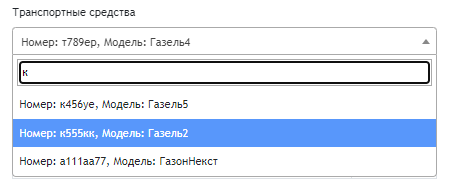 Транспортные средства
Номер: т789ер, Модель: Газель4
к
Номер: к456уе, Модель: Газель5
Номер: к555кк, Модель: Газель2
Номер: а111аа77, Модель: ГазонНекст